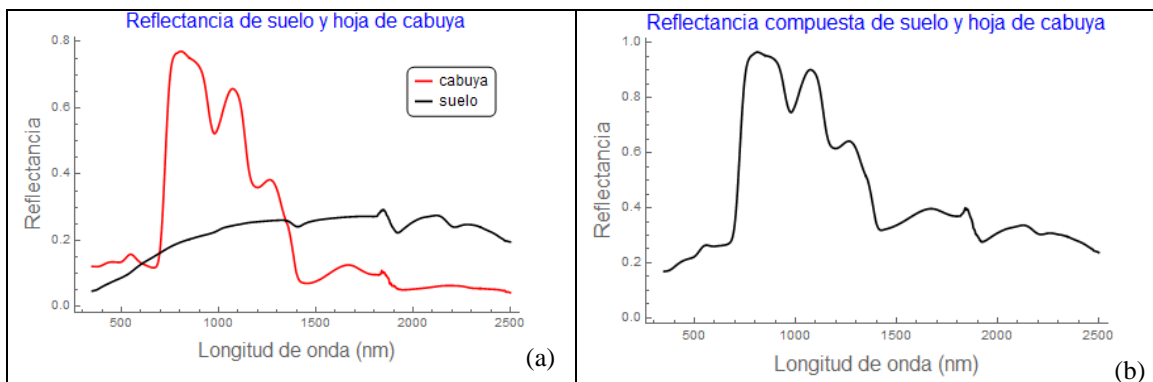 Reflectancia de suelo y hoja de cabuya
0.8
0.6
0.4
0.2
0.0
Reflectancia
cabuya
suelo
500
1000
1500
2000
2500
Longitud de onda (nm)
(a)
Reflectancia compuesta de suelo y hoja de cabuya
1.0
0.8
0.6
0.4
0.2
0.0
Reflectancia
500
1000
1500
2000
2500
Longitud de onda (nm)
(b)